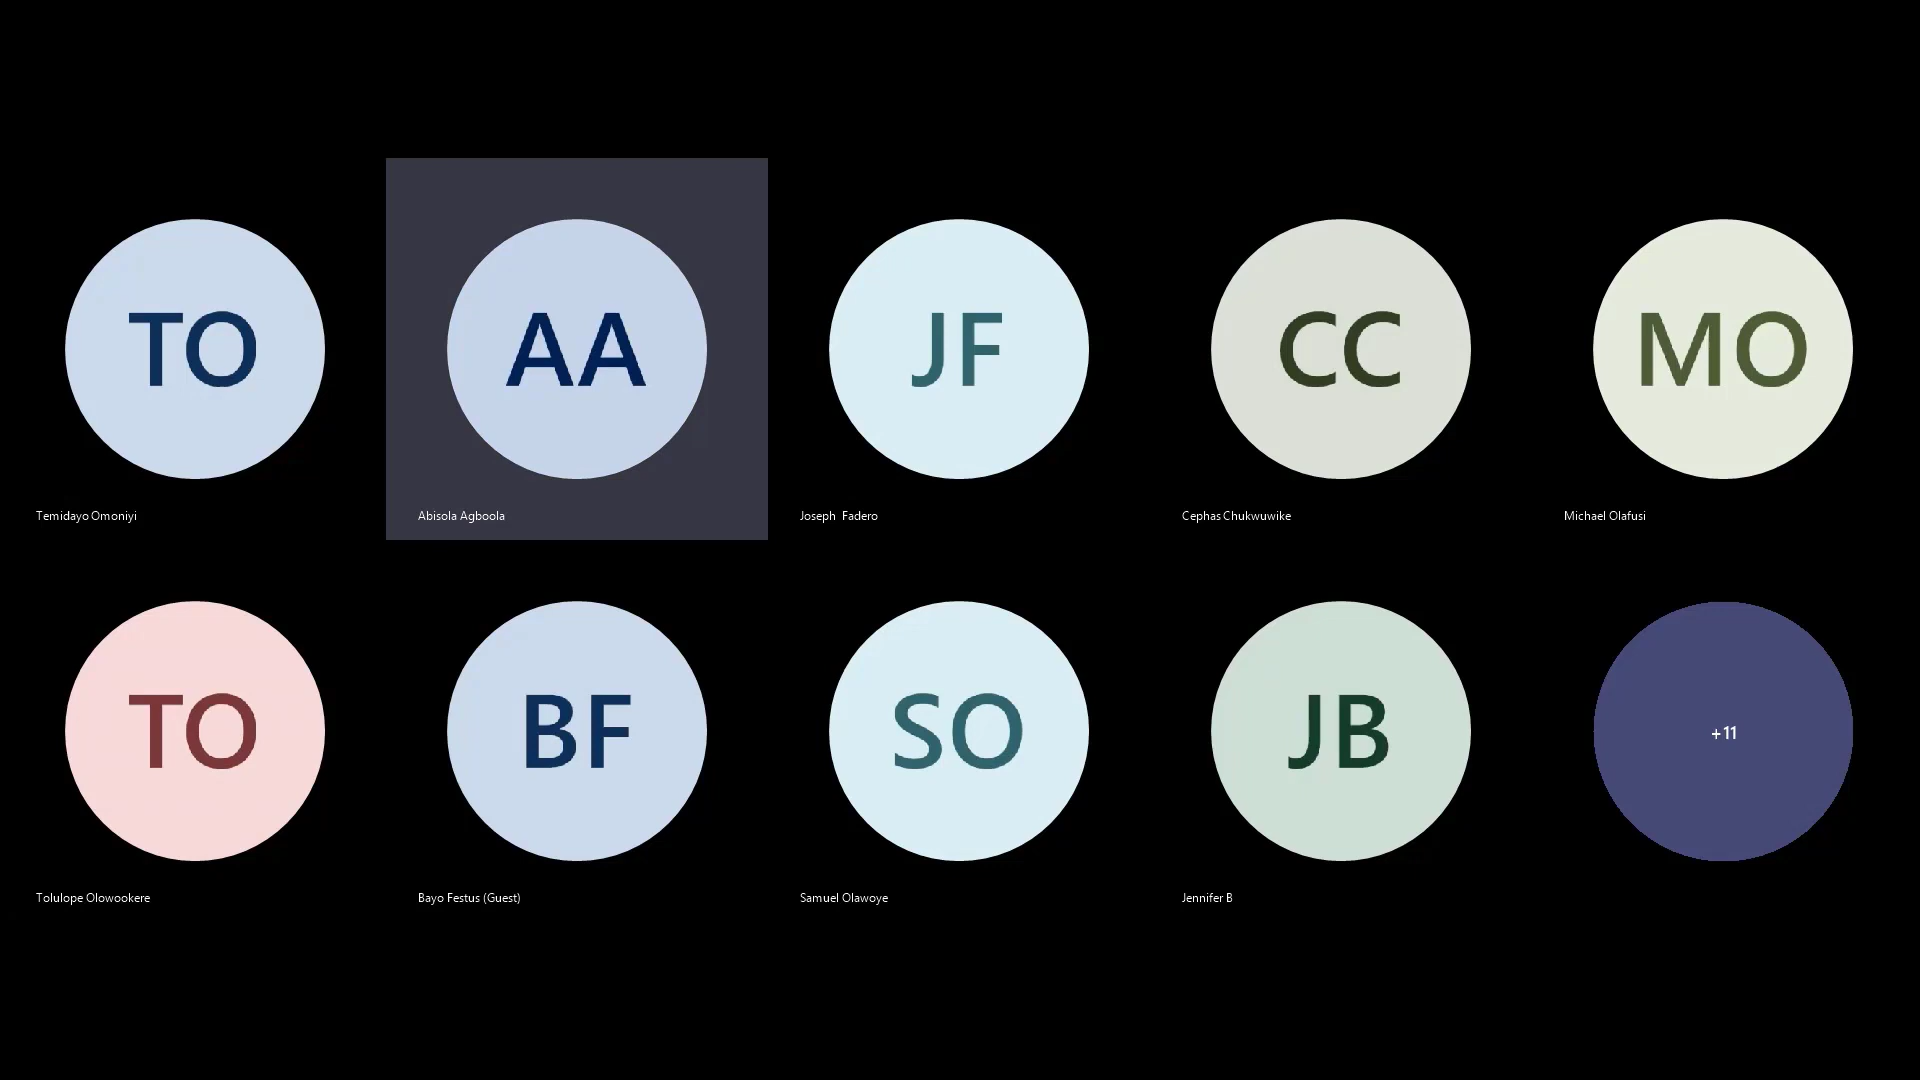 TO
AA
JF
CC
MO
Temidayo Omoniyi
Abisola Agboola
Joseph Fadero
Cephas Chukwuwike
Michael Olafusi
TO
BF
SO
JB
+11
Tolulope Olowookere
Bayo Festus (Guest)
Samuel Olawoye
Jennifer B